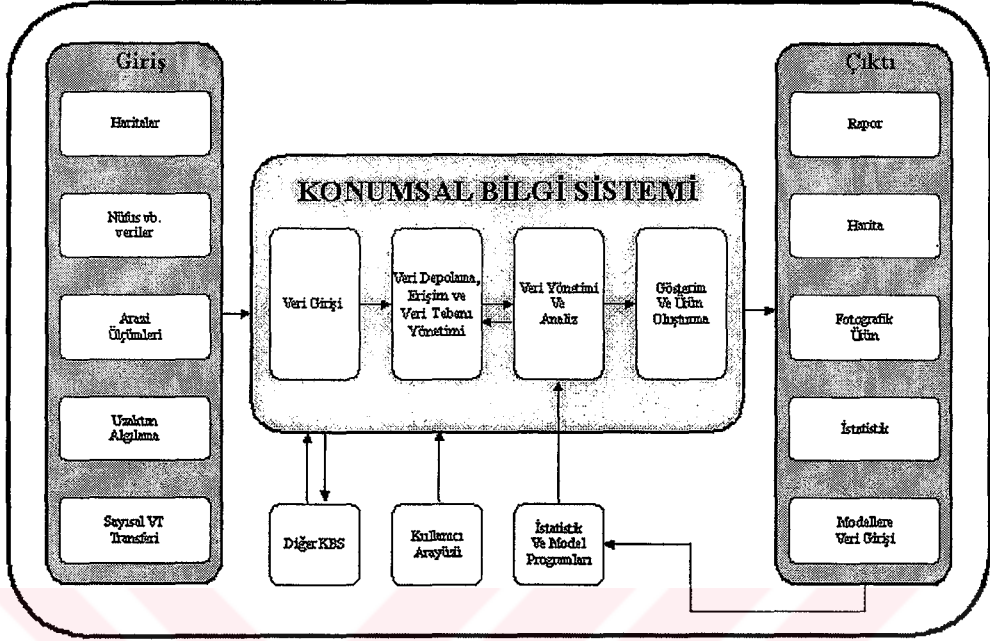 Giriş
Haritalar
Nüfus vb.
veriler
Arazi
Ülçümleri
Uzaktan
Algılama
Sayısal VT
Transferi
KONUMSAL BİLGİ SİSTEMİ
Veri Girişi
Veri Depolama,
Erişim ve
Veri Tabanı
Yönetimi
Veri Yönetimi
Ve
Analiz
Gösterim
Ve Ürün
Oluşturma
Diğer KBS
Kullanıcı
Arayüzü
İstatistik
Ve Model
Programları
Çıktı
Rapor
Harita
Fotografik
Ürün
İstatistik
Modellere
Veri Girişi